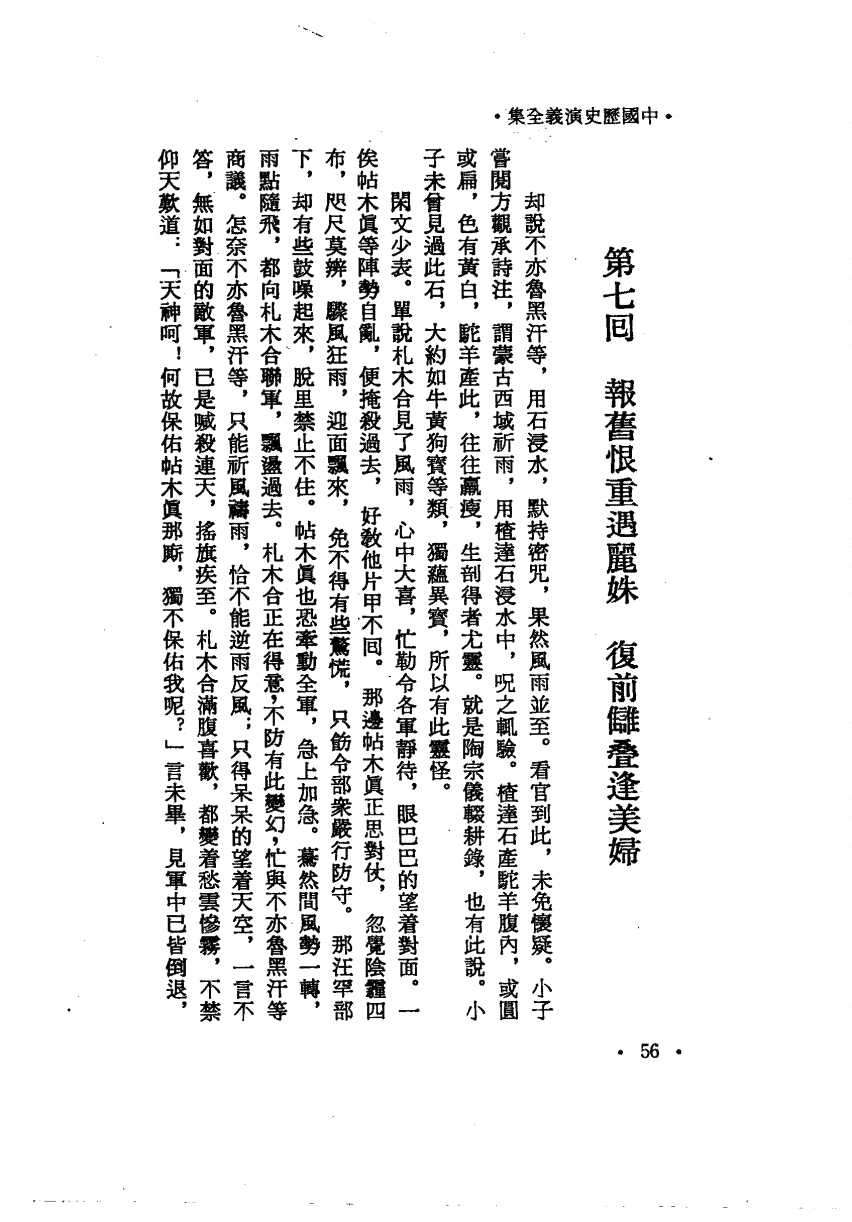 •中國歷史演義全集•
第七囘　報舊恨重遇麗姝　復前讎叠逢美婦
却說不亦魯黑汗等，用石浸水，默持密咒，果然風雨並至。看官到此，未免懷疑。小子
嘗閱方觀承詩注，謂蒙古西域祈雨，用楂達石浸水中，呪之輒驗。楂達石產駝羊腹內，或圓
或扁，色有黃白，駝羊產此，往往羸瘦，生剖得者尤靈。就是陶宗儀輟耕錄，也有此說。小
子未曾見過此石，大約如牛黃狗寶等類，獨蘊異寶，所以有此靈怪。
閑文少表。單說札木合見了風雨，心中大喜，忙勒令各軍靜待，眼巴巴的望着對面。一
俟帖木眞等陣勢自亂，便掩殺過去，好教他片甲不囘。那邊帖木眞正思對仗，忽覺陰霾四
布，咫尺莫辨，驟風狂雨，迎面飄來，免不得有些驚慌，只飭令部衆嚴行防守。那汪罕部
下，却有些鼓噪起來，脫里禁止不住。帖木眞也恐牽動全軍，急上加急。驀然間風勢一轉，
雨點隨飛，都向札木合聯軍，飄盪過去。札木合正在得意，不防有此變幻，忙與不亦魯黑汗等
商議。怎奈不亦魯黑汗等，只能祈風禱雨，恰不能逆雨反風；只得呆呆的望着天空，一言不
答，無如對面的敵軍，已是喊殺連天，搖旗疾至。札木合滿腹喜歡，都變着愁雲慘霧，不禁
仰天歎道：「天神呵！何故保佑帖木眞那厮，獨不保佑我呢？」言未畢，見軍中已皆倒退，
• 56 •